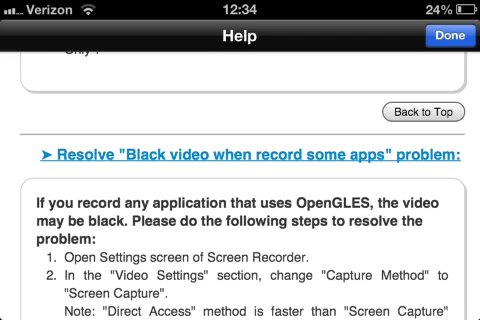 Verizon 12:34 24%
Help Done
Only".
Back to Top
➤ Resolve "Black video when record some apps" problem:
If you record any application that uses OpenGLES, the video
may be black. Please do the following steps to resolve the
problem:
1. Open Settings screen of Screen Recorder.
2. In the "Video Settings" section, change "Capture Method" to
"Screen Capture".
Note: "Direct Access" method is faster than "Screen Capture"